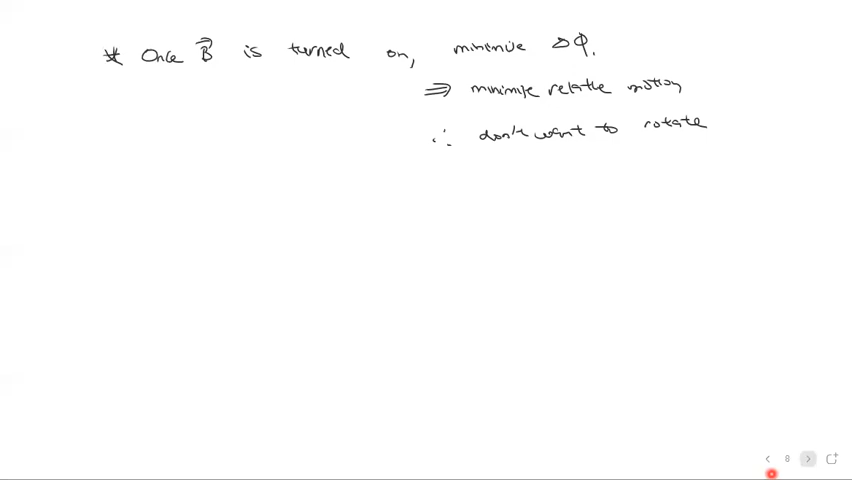 * Once B⃗ is turned on, minimize ΔΦ.
⇒ minimize relative motion
∴ don't want to rotate
8